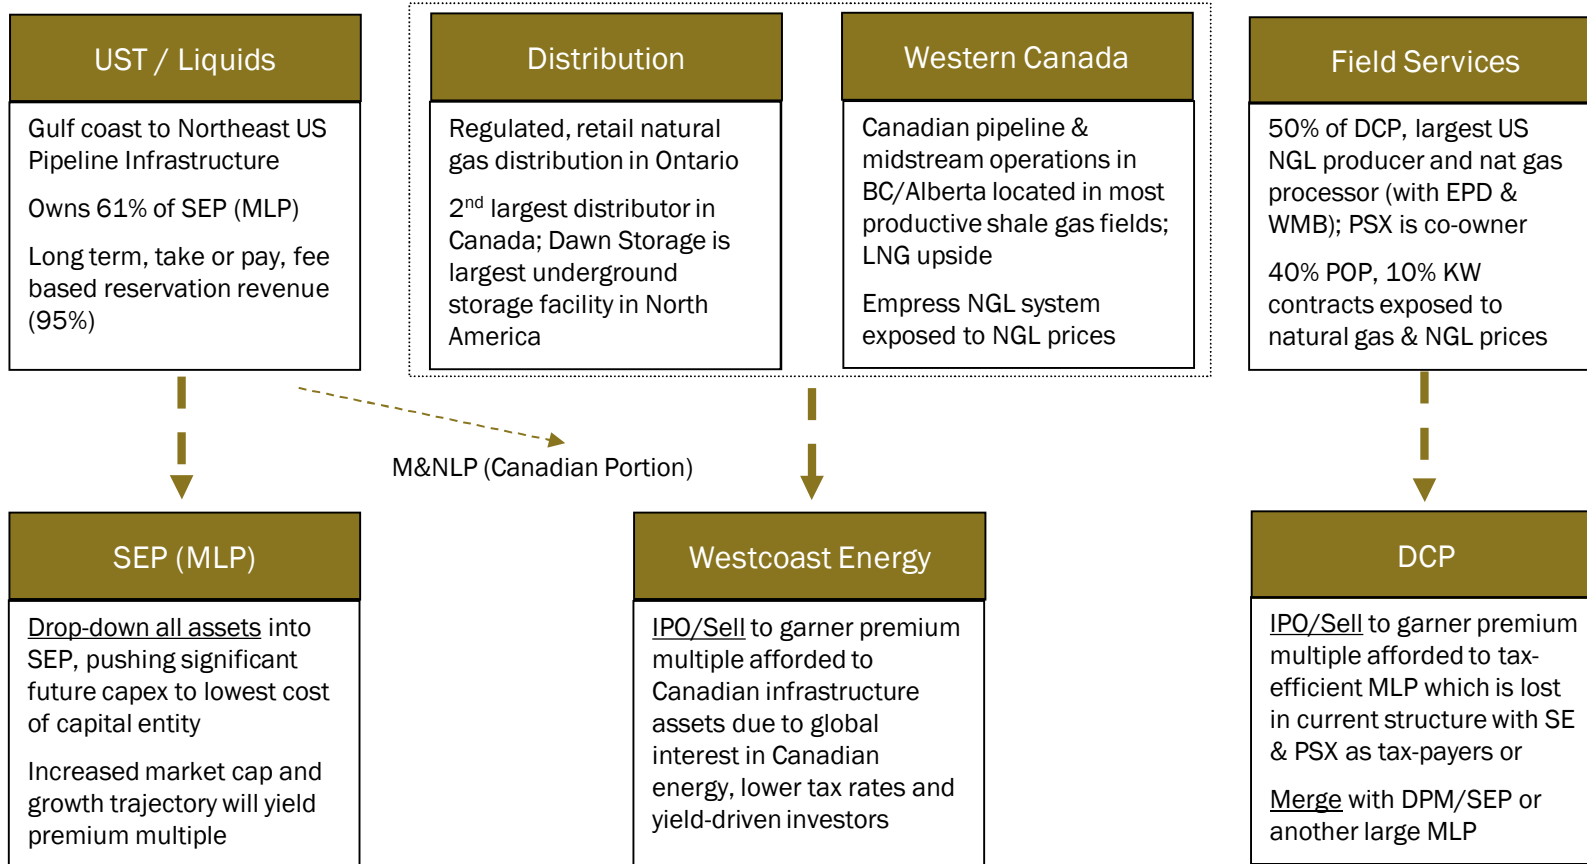 UST / Liquids
Gulf coast to Northeast US
Pipeline Infrastructure
Owns 61% of SEP (MLP)
Long term, take or pay, fee
based reservation revenue
(95%)
Distribution
Regulated, retail natural
gas distribution in Ontario
2nd largest distributor in
Canada; Dawn Storage is
largest underground
storage facility in North
America
Western Canada
Canadian pipeline &
midstream operations in
BC/Alberta located in most
productive shale gas fields;
LNG upside
Empress NGL system
exposed to NGL prices
Field Services
50% of DCP, largest US
NGL producer and nat gas
processor (with EPD &
WMB); PSX is co-owner
40% POP, 10% KW
contracts exposed to
natural gas & NGL prices
M&NLP (Canadian Portion)
SEP (MLP)
Drop-down all assets into
SEP, pushing significant
future capex to lowest cost
of capital entity
Increased market cap and
growth trajectory will yield
premium multiple
Westcoast Energy
IPO/Sell to garner premium
multiple afforded to
Canadian infrastructure
assets due to global
interest in Canadian
energy, lower tax rates and
yield-driven investors
DCP
IPO/Sell to garner premium
multiple afforded to tax-
efficient MLP which is lost
in current structure with SE
& PSX as tax-payers or
Merge with DPM/SEP or
another large MLP